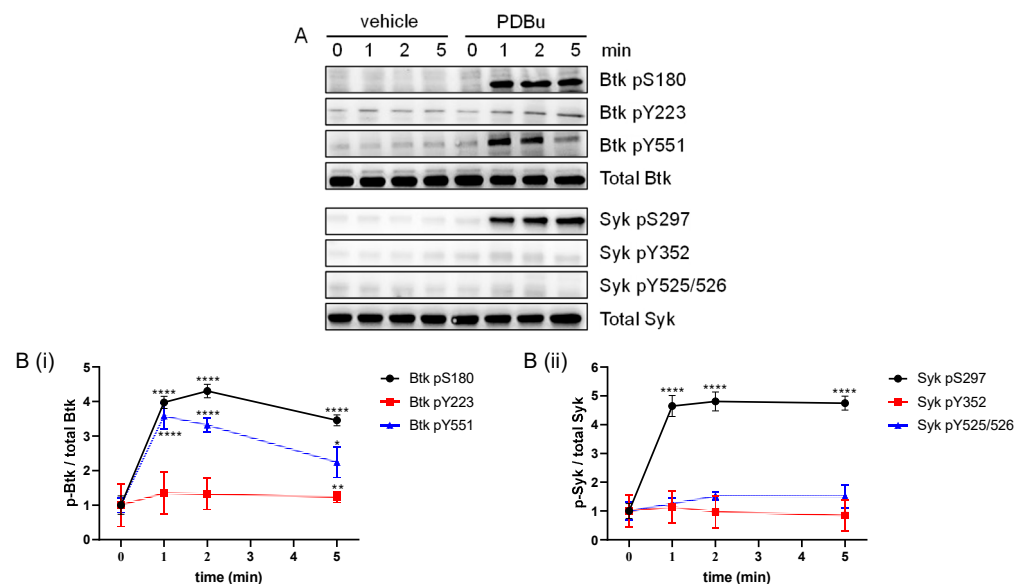 vehicle PDBu
A
0 1 2 5 0 1 2 5 min
Btk pS180
Btk pY223
Btk pY551
Total Btk
Syk pS297
Syk pY352
Syk pY525/526
Total Syk
B (i)
p-Btk / total Btk
5
4
3
2
1
0
**** **** ****
**** **** *
**
0 1 2 3 4 5
time (min)
Btk pS180
Btk pY223
Btk pY551
B (ii)
p-Syk / total Syk
6
5
4
3
2
1
0
**** **** ****
0 1 2 3 4 5
time (min)
Syk pS297
Syk pY352
Syk pY525/526